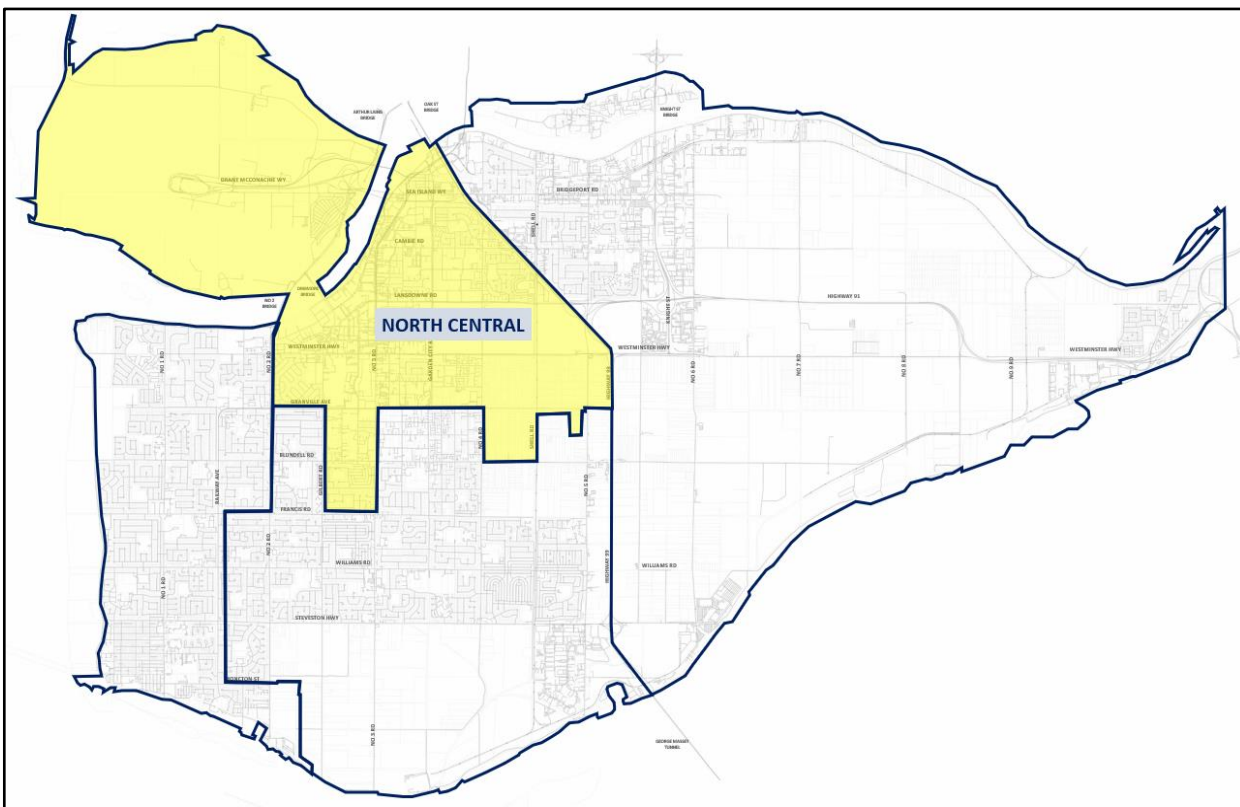 OAK ST
BRIDGE
ARTHUR LAING
BRIDGE
KNIGHT ST
BRIDGE
GRANT MCCONACHIE WY
SEA ISLAND WY
BRIDGEPORT RD
SHELL RD
CAMBIE RD
DINSMORE
BRIDGE
LANSDOWNE RD
HIGHWAY 91
NO 2
BRIDGE
KNIGHT ST
NORTH CENTRAL
WESTMINSTER HWY
WESTMINSTER HWY
WESTMINSTER HWY
NO 1 RD
NO 2 RD
NO 3 RD
GARDEN CITY R
HIGHWAY 99
NO 6 RD
NO 7 RD
NO 8 RD
NO 9 RD
GRANVILLE AVE
NO 4 RD
BLUNDELL RD
GILBERT RD
RAILWAY AVE
NO 5 RD
FRANCIS RD
NO 2 RD
WILLIAMS RD
HIGHWAY 99
WILLIAMS RD
NO 1 RD
STEVESTON HWY
NO 3 RD
GEORGE MASSEY
TUNNEL